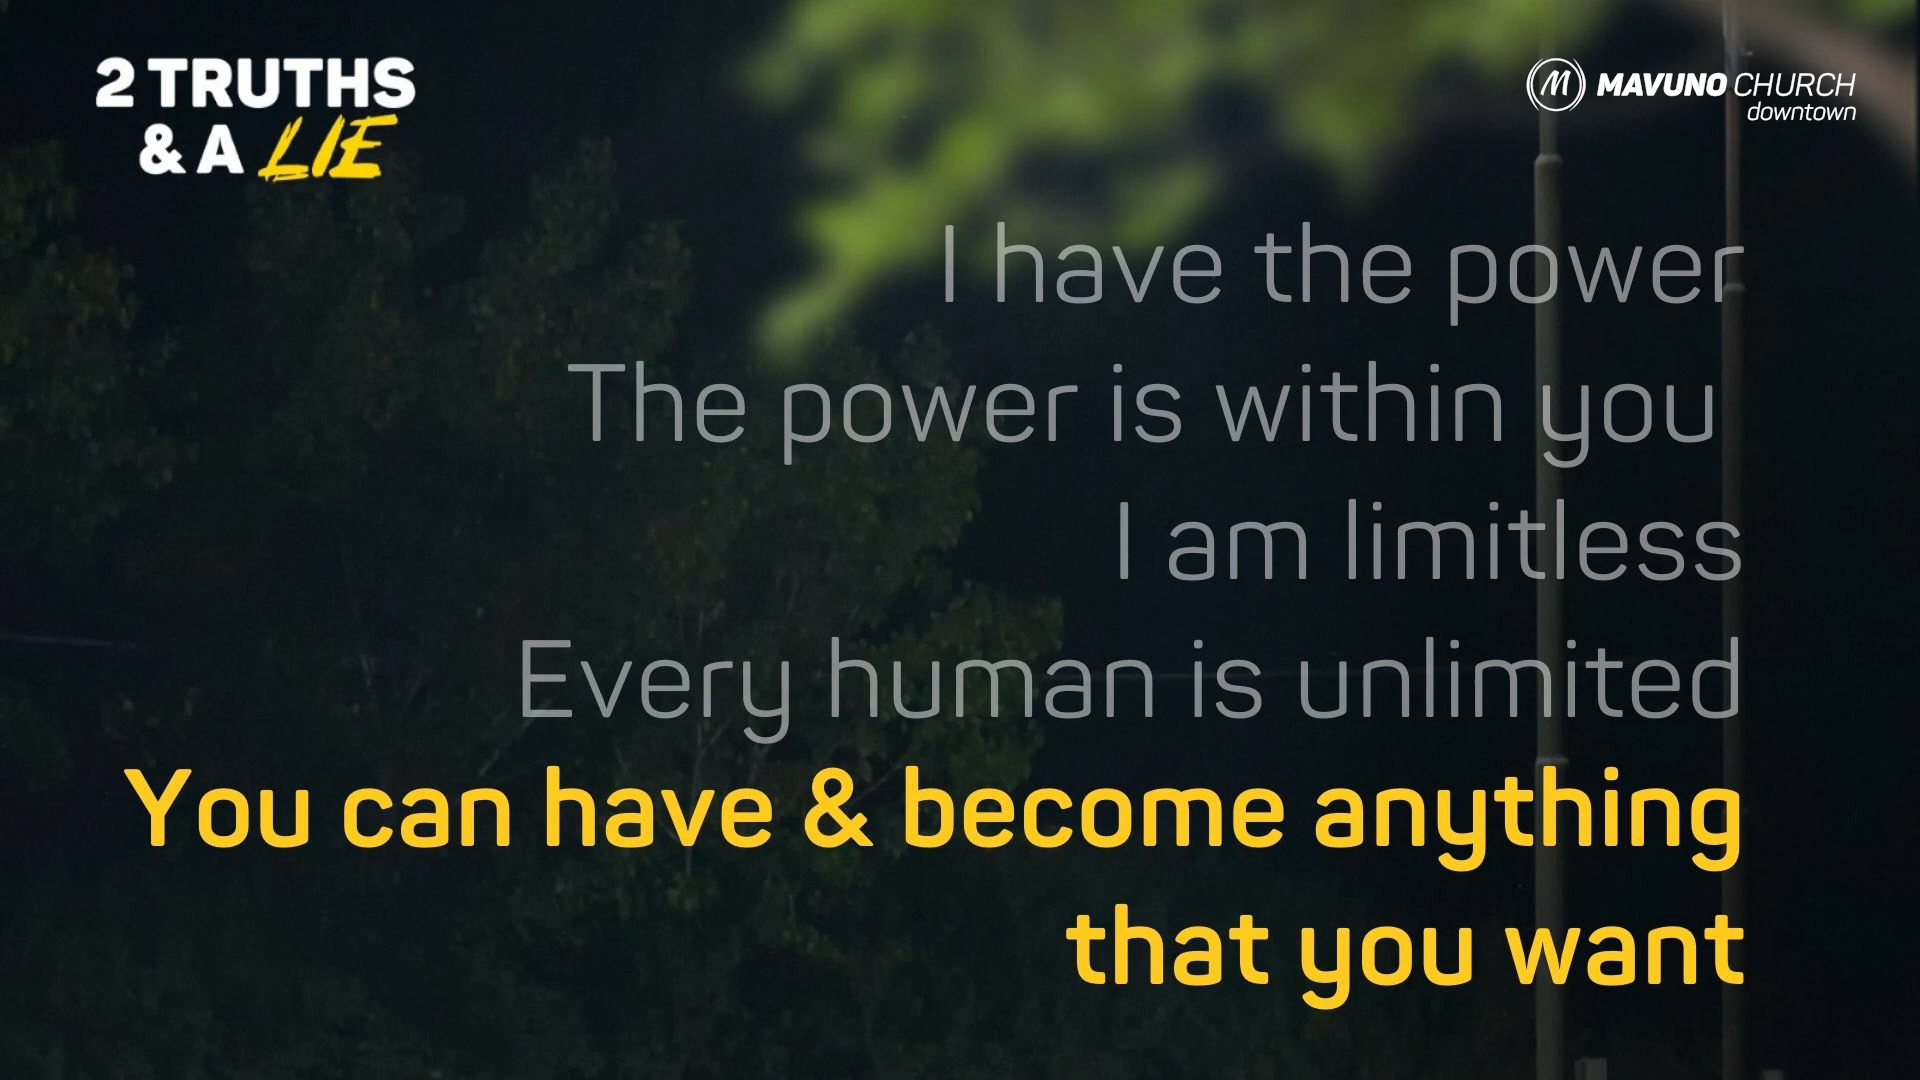 2 TRUTHS
& A LIE
M MAVUNO CHURCH
downtown
I have the power
The power is within you
I am limitless
Every human is unlimited
You can have & become anything
that you want